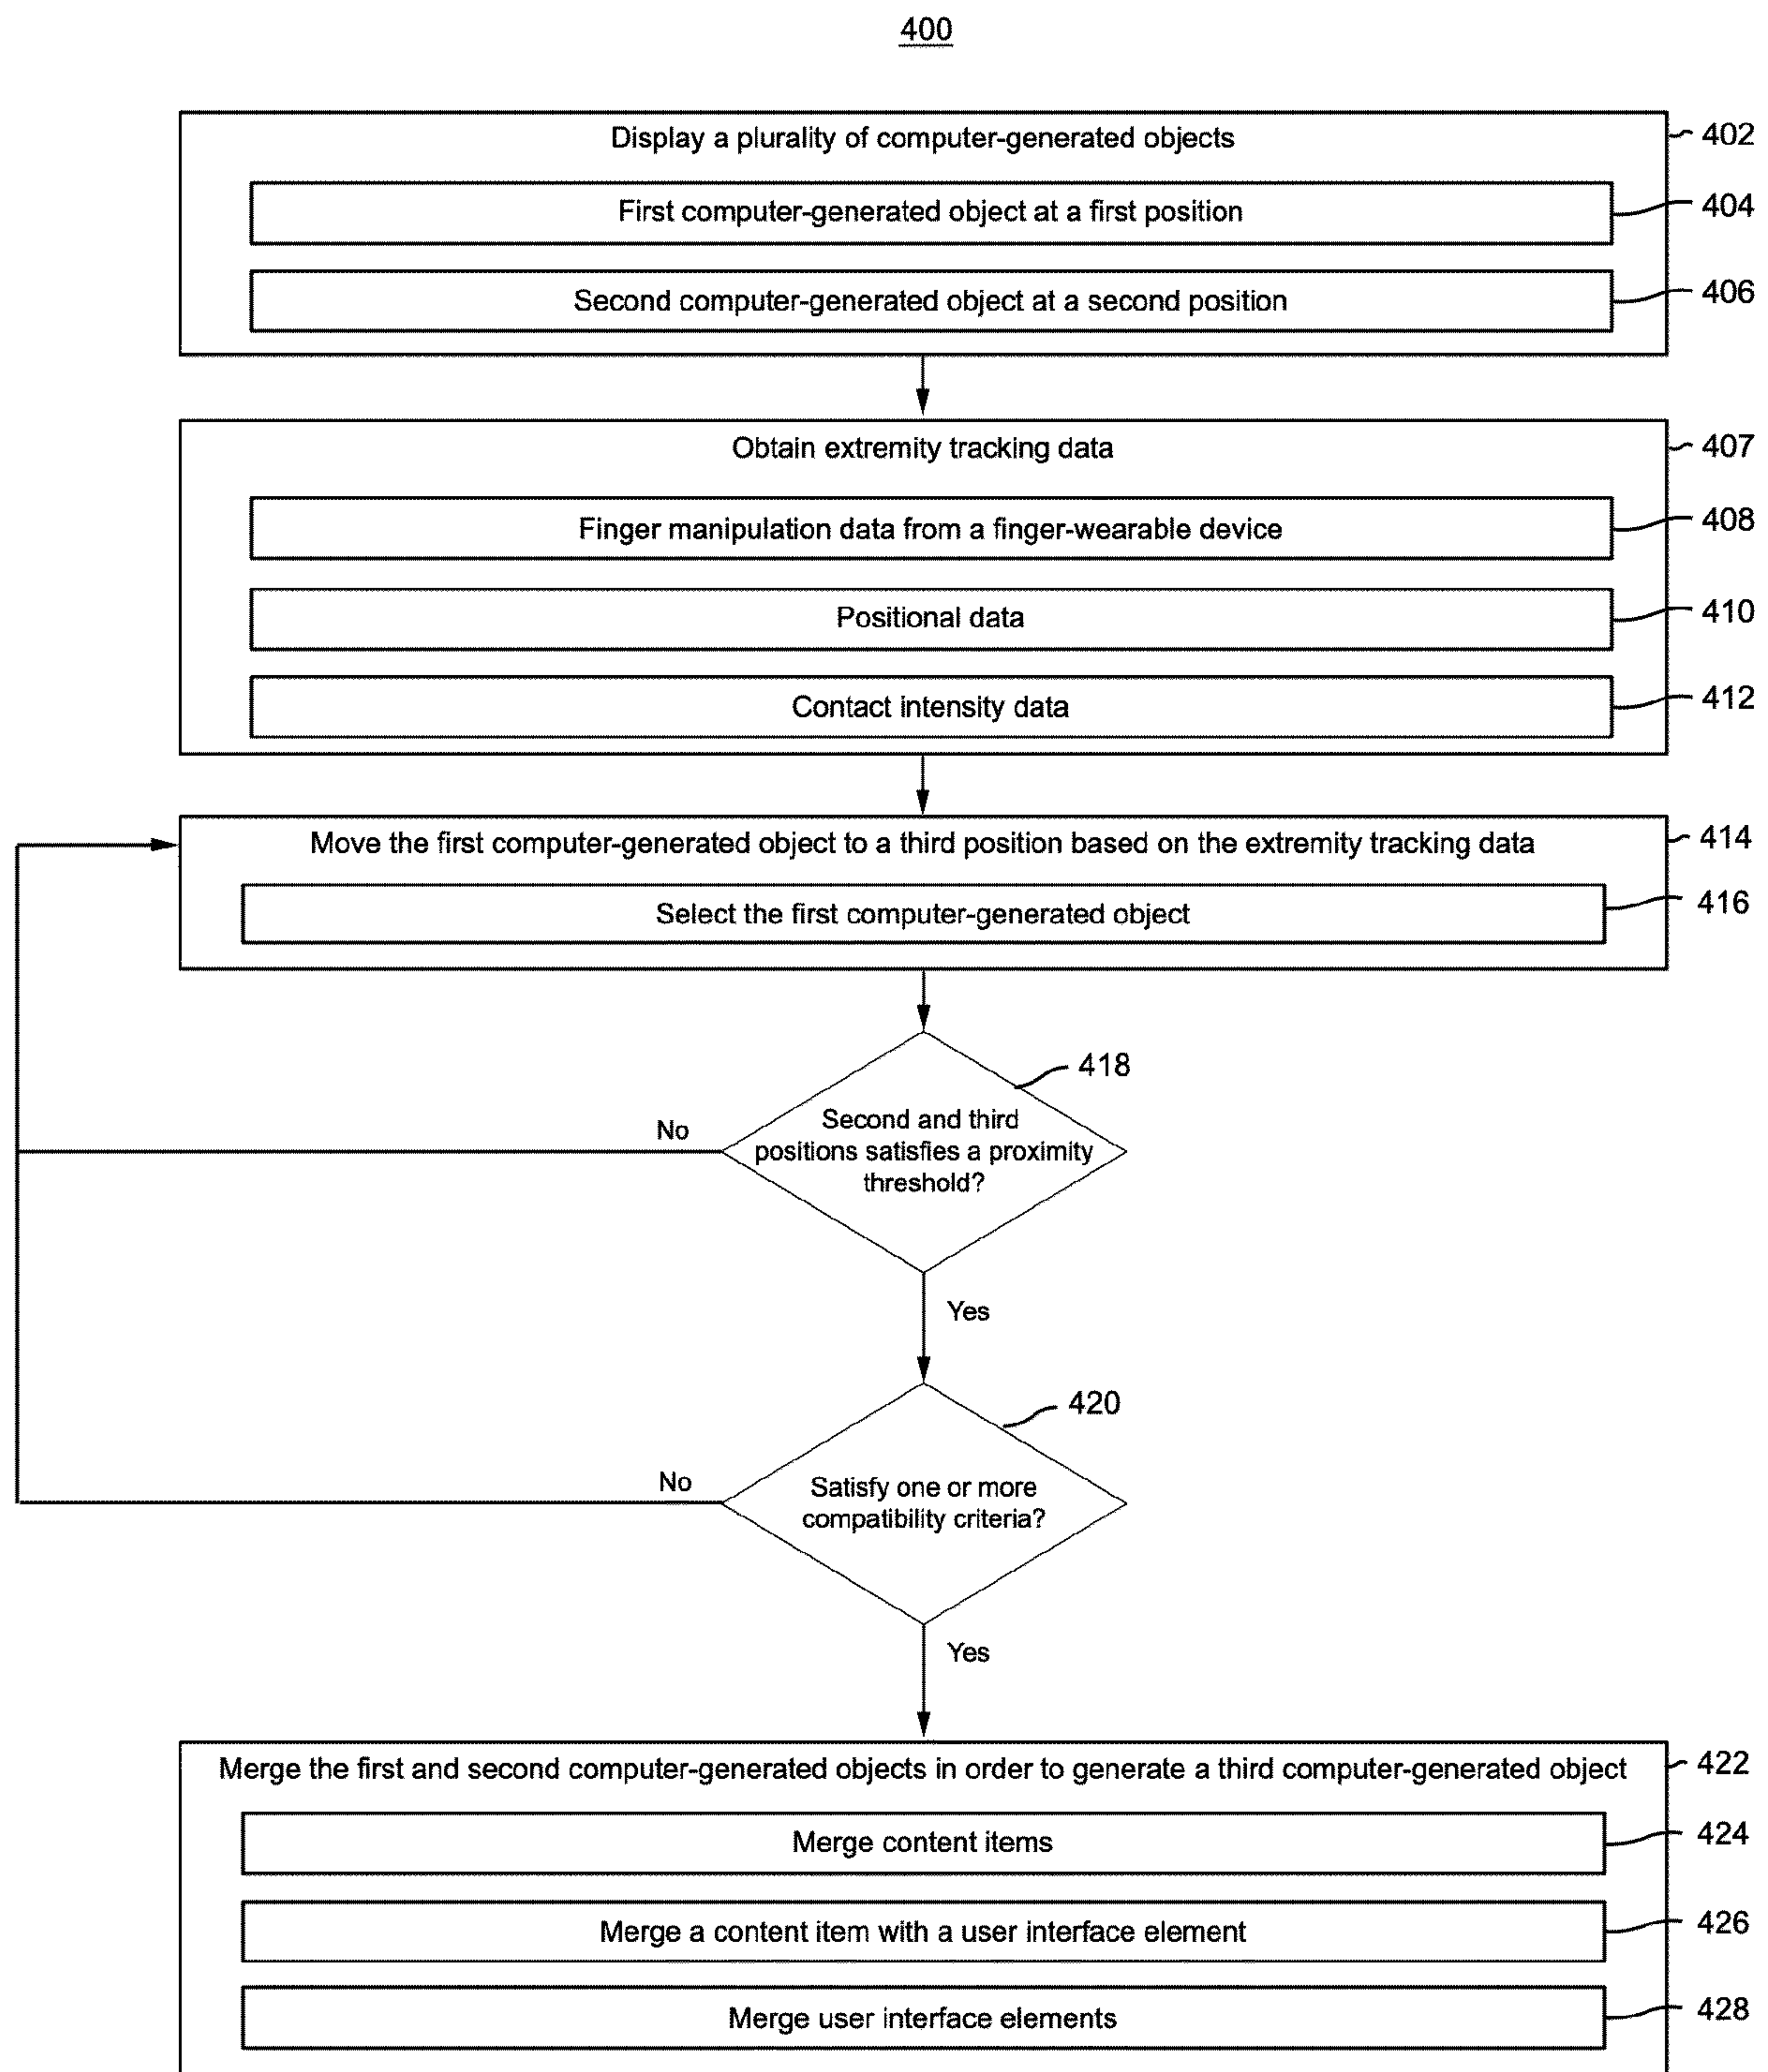 400
Display a plurality of computer-generated objects
402
First computer-generated object at a first position
404
Second computer-generated object at a second position
406
Obtain extremity tracking data
407
Finger manipulation data from a finger-wearable device
408
Positional data
410
Contact intensity data
412
Move the first computer-generated object to a third position based on the extremity tracking data
414
Select the first computer-generated object
416
418
Second and third
positions satisfies a proximity
threshold?
No
Yes
420
Satisfy one or more
compatibility criteria?
No
Yes
Merge the first and second computer-generated objects in order to generate a third computer-generated object
422
Merge content items
424
Merge a content item with a user interface element
426
Merge user interface elements
428